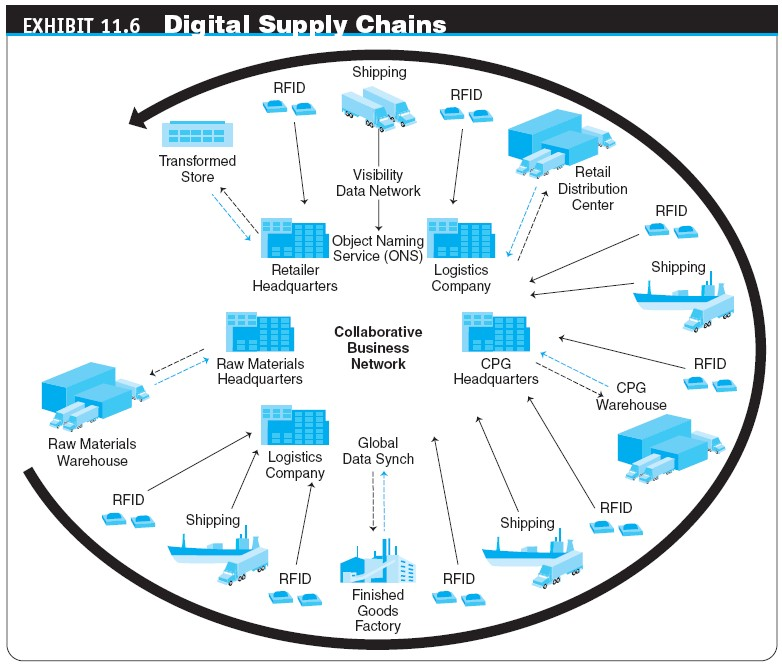 EXHIBIT 11.6 Digital Supply Chains
Shipping
RFID
RFID
Transformed
Store
Visibility
Data Network
Retail
Distribution
Center
RFID
Object Naming
Service (ONS)
Retailer
Headquarters
Logistics
Company
Shipping
Collaborative
Business
Network
Raw Materials
Headquarters
CPG
Headquarters
RFID
CPG
Warehouse
Raw Materials
Warehouse
Logistics
Company
Global
Data Synch
RFID
Shipping
Shipping
RFID
RFID
RFID
Finished
Goods
Factory